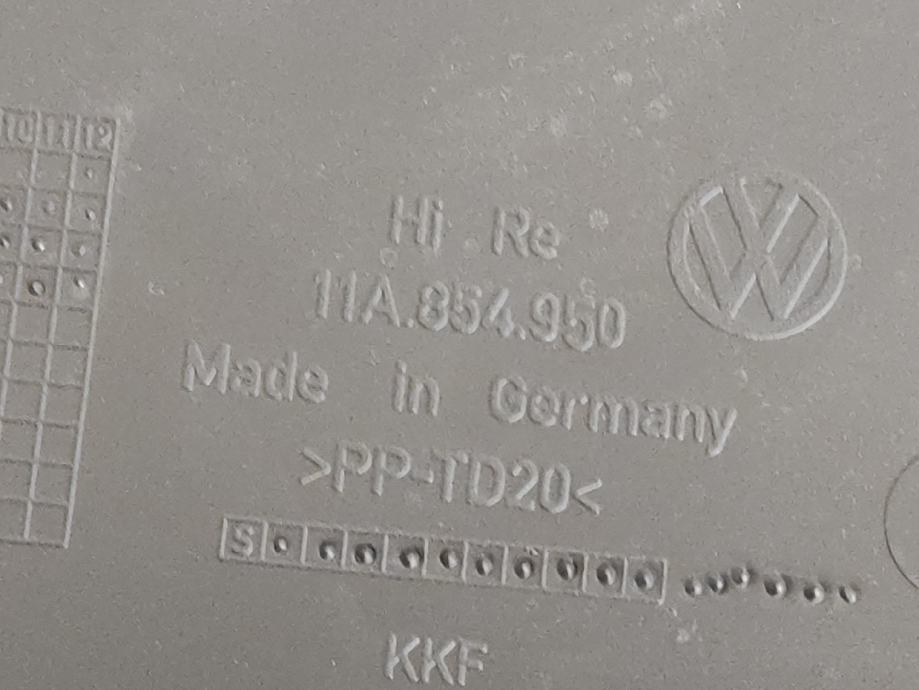 10 11 12
Hi Re
11A.854.950
Made in Germany
>PP-TD20<
S
KKF